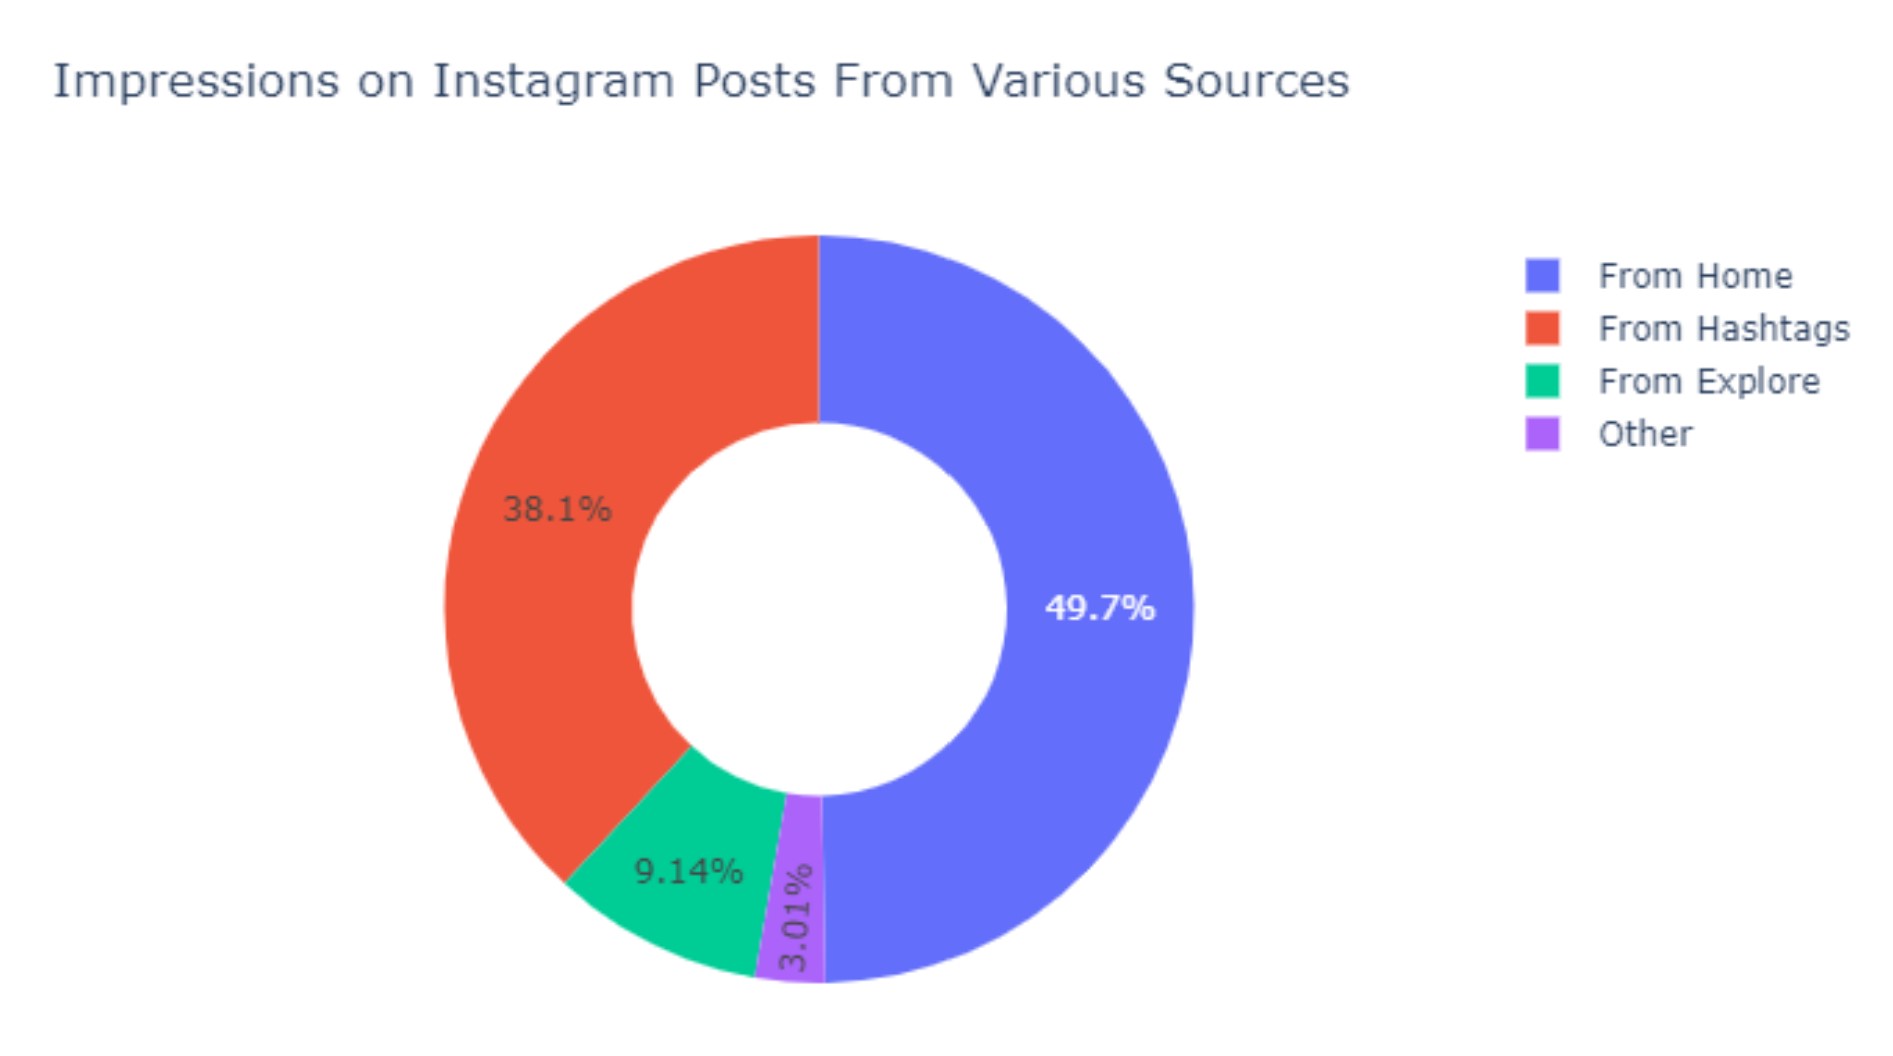 Impressions on Instagram Posts From Various Sources
From Home
From Hashtags
From Explore
Other
38.1%
49.7%
9.14%
3.01%